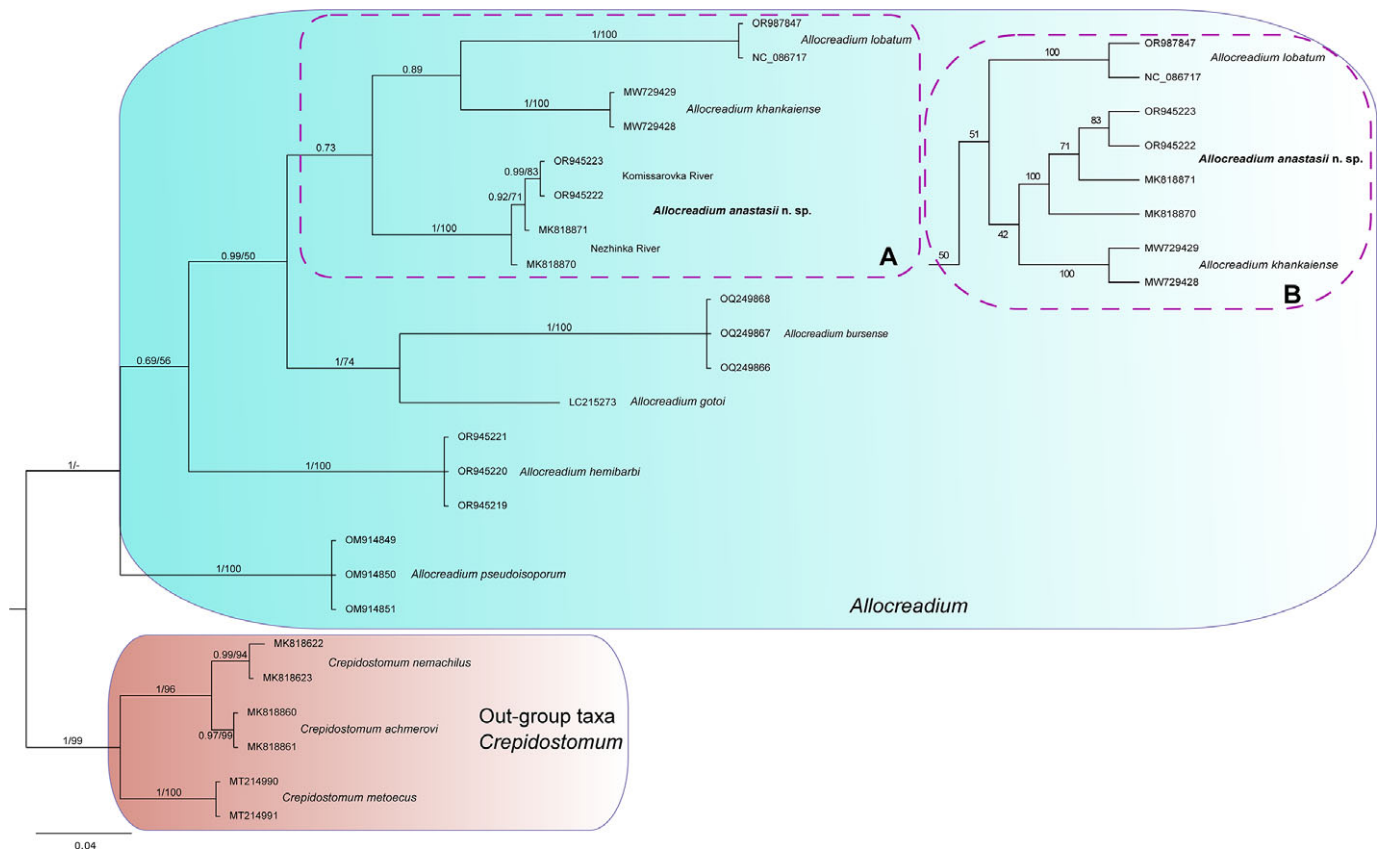 OR987847
1/100
Allocreadium lobatum
NC_086717
0.89
MW729429
1/100
Allocreadium khankaiense
MW729428
0.73
OR945223
0.99/83
Komissarovka River
OR945222
0.92/71
Allocreadium anastasii n. sp.
MK818871
1/100
Nezhinka River
MK818870
A
OR987847
100
Allocreadium lobatum
NC_086717
OR945223
83
51
OR945222
71
Allocreadium anastasii n. sp.
MK818871
100
MK818870
42
MW729429
50
100
Allocreadium khankaiense
MW729428
B
0.99/50
OQ249868
1/100
OQ249867
Allocreadium bursense
OQ249866
0.69/56
1/74
LC215273
Allocreadium gotoi
OR945221
1/-
1/100
OR945220
Allocreadium hemibarbi
OR945219
OM914849
1/100
OM914850
Allocreadium pseudoisoporum
OM914851
Allocreadium
MK818622
0.99/94
Crepidostomum nemachilus
MK818623
1/96
MK818860
Crepidostomum achmerovi
0.97/99
MK818861
Out-group taxa
Crepidostomum
1/99
MT214990
1/100
Crepidostomum metoecus
MT214991
0.04